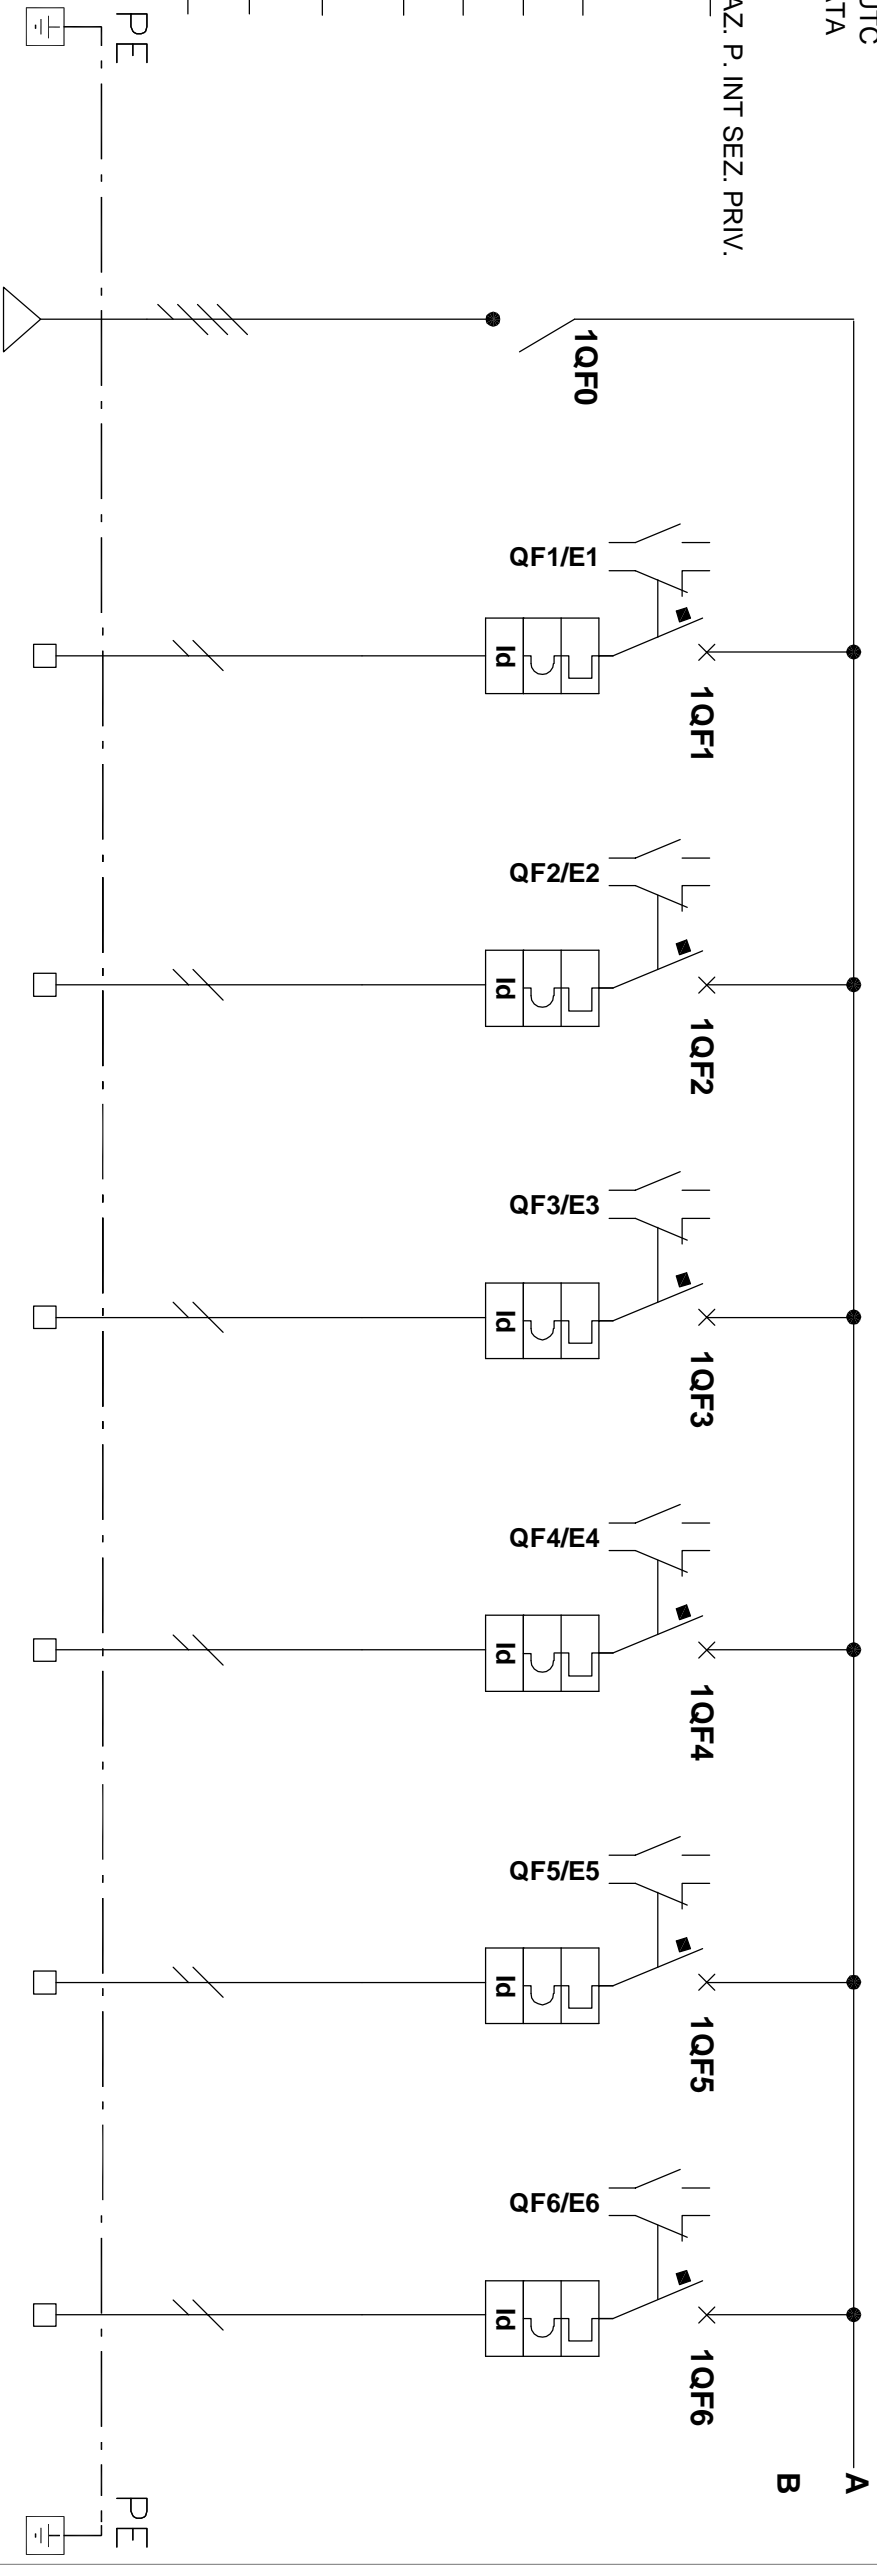 UTC
ATA
AZ. P. INT SEZ. PRIV.
PE
1QF0
QF1/E1
Id
1QF1
QF2/E2
Id
1QF2
QF3/E3
Id
1QF3
QF4/E4
Id
1QF4
QF5/E5
Id
1QF5
QF6/E6
Id
1QF6
A
B
PE